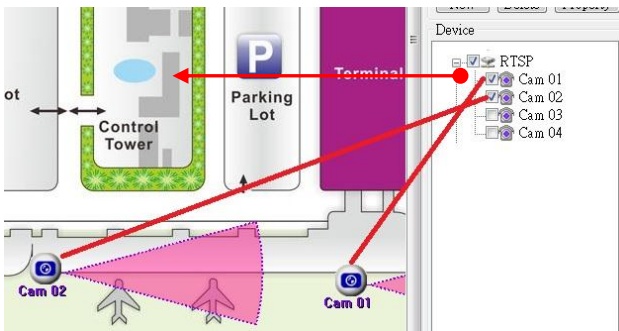 New Delete Property
Device
RTSP
Cam 01
Cam 02
Cam 03
Cam 04
P
Parking
Lot
Terminal
ot
Control
Tower
Cam 02
Cam 01